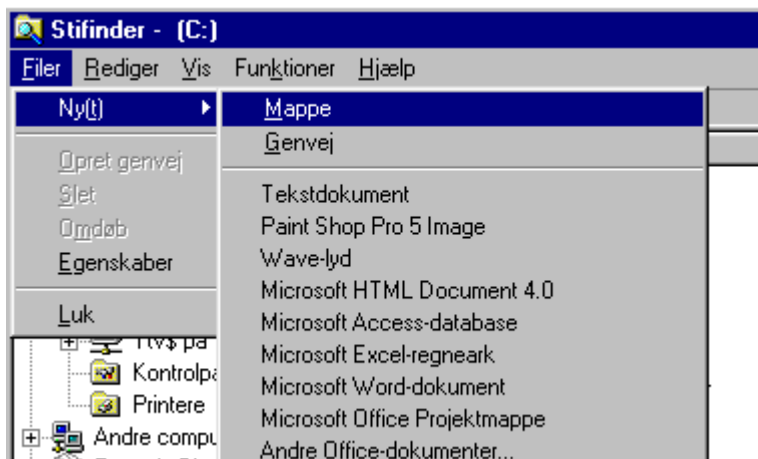 Stifinder - (C:)
Filer Rediger Vis Funktioner Hjælp
Ny(t)
Opret genvej
Slet
Omdøb
Egenskaber
Luk
Mappe
Genvej
Tekstdokument
Paint Shop Pro 5 Image
Wave-lyd
Microsoft HTML Document 4.0
Microsoft Access-database
Microsoft Excel-regneark
Microsoft Word-dokument
Microsoft Office Projektmappe
Andre Office-dokumenter...
på
Printere
Andre